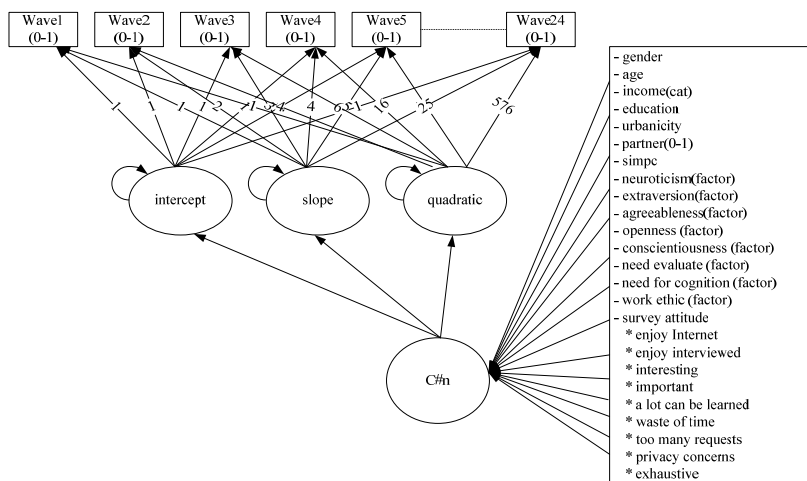 Wave1 Wave2 Wave3 Wave4 Wave5 Wave24
(0-1) (0-1) (0-1) (0-1) (0-1) (0-1)
1 1 1 1 2 4 16 25 576
intercept slope quadratic
C#n
- gender
- age
- income(cat)
- education
- urbanicity
- partner(0-1)
- simpc
- neuroticism(factor)
- extraversion(factor)
- agreeableness(factor)
- openness (factor)
- conscientiousness (factor)
- need evaluate (factor)
- need for cognition (factor)
- work ethic (factor)
- survey attitude
* enjoy Internet
* enjoy interviewed
* interesting
* important
* a lot can be learned
* waste of time
* too many requests
* privacy concerns
* exhaustive